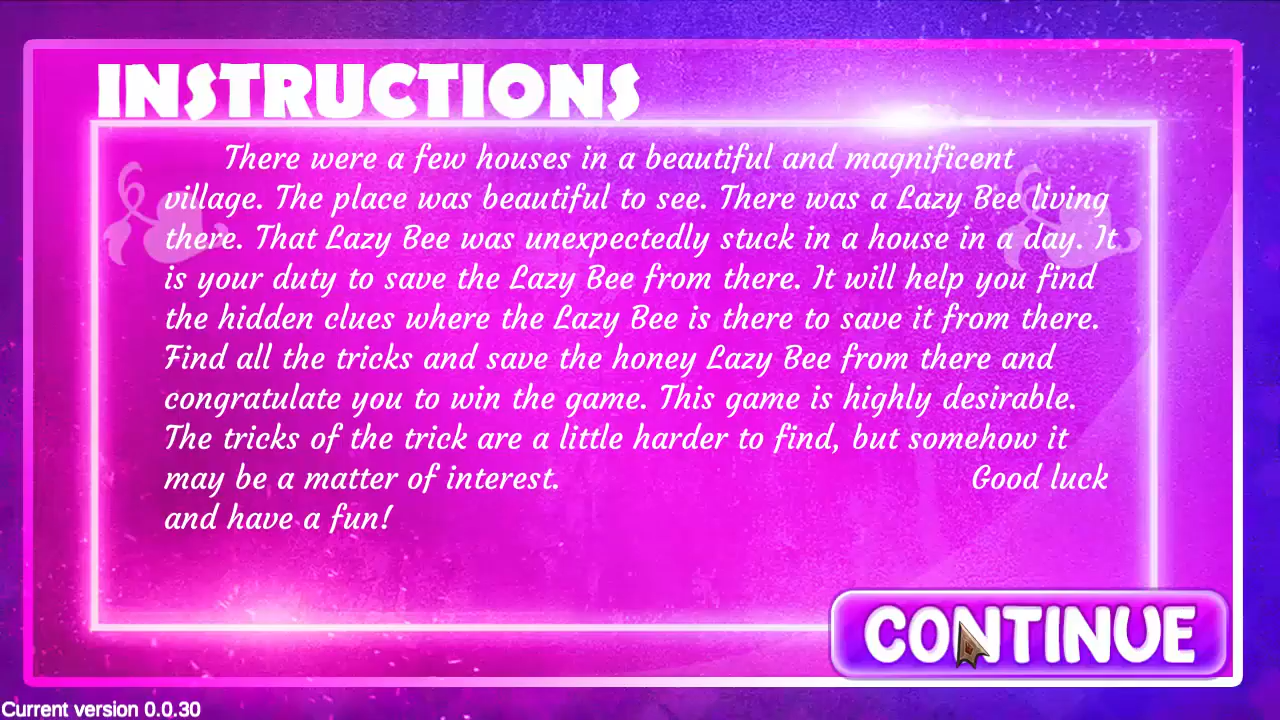 INSTRUCTIONS
There were a few houses in a beautiful and magnificent
village. The place was beautiful to see. There was a Lazy Bee living
there. That Lazy Bee was unexpectedly stuck in a house in a day. It
is your duty to save the Lazy Bee from there. It will help you find
the hidden clues where the Lazy Bee is there to save it from there.
Find all the tricks and save the honey Lazy Bee from there and
congratulate you to win the game. This game is highly desirable.
The tricks of the trick are a little harder to find, but somehow it
may be a matter of interest. Good luck
and have a fun!
CONTINUE
Current version 0.0.30